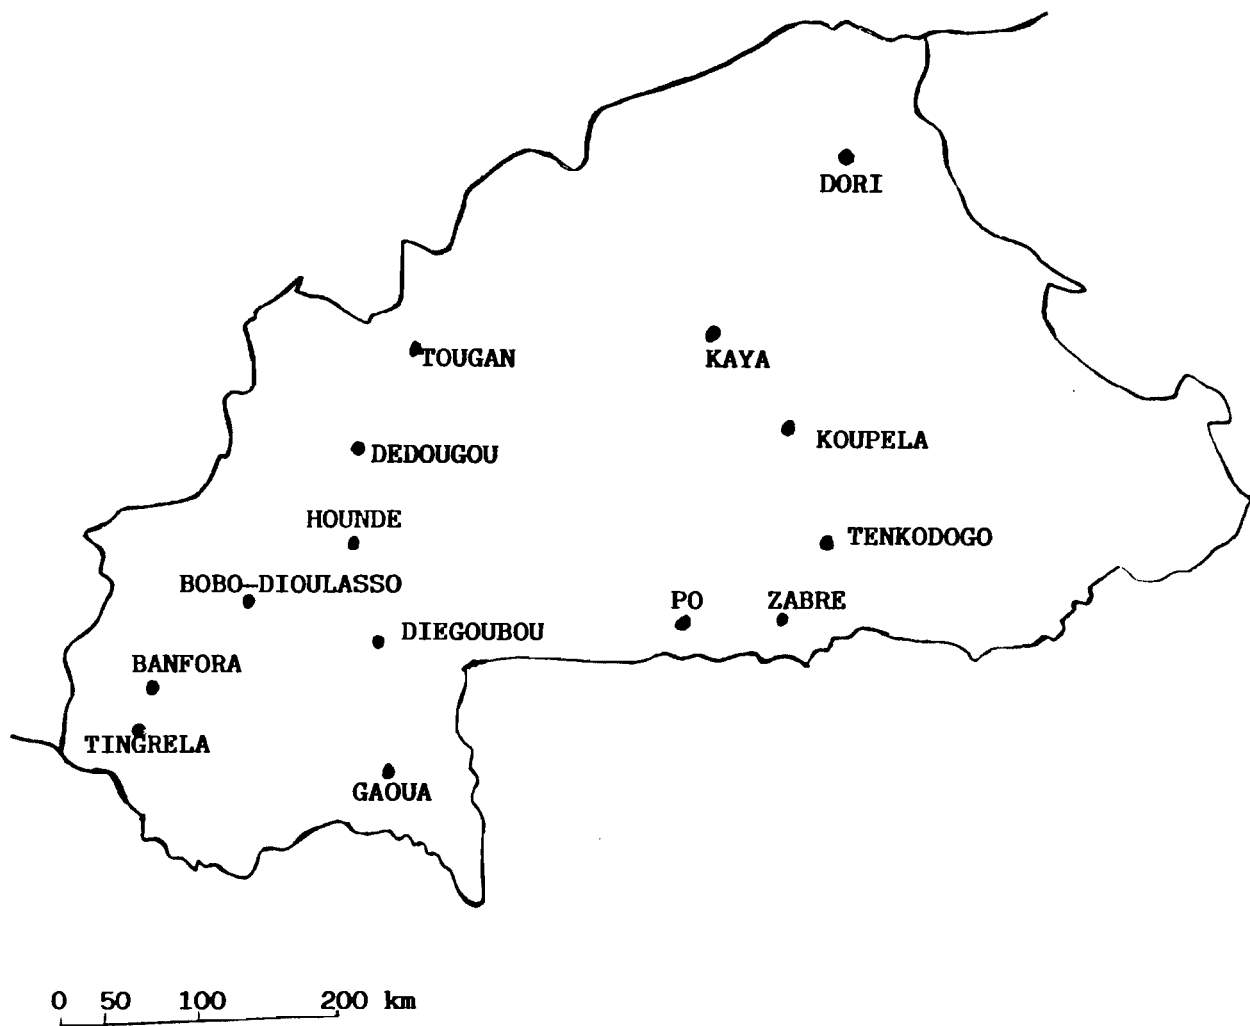 DORI
TOUGAN
KAYA
KOUPELA
DEDOUGOU
HOUNDE
TENKODOGO
BOBO-DIOULASSO
PO
ZABRE
DIEGOUBOU
BANFORA
TINGRELA
GAOUA
0 50 100 200 km